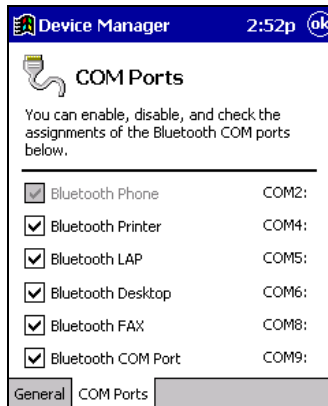 Device Manager 2:52p ok
COM Ports
You can enable, disable, and check the
assignments of the Bluetooth COM ports
below.
Bluetooth Phone COM2:
Bluetooth Printer COM4:
Bluetooth LAP COM5:
Bluetooth Desktop COM6:
Bluetooth FAX COM8:
Bluetooth COM Port COM9:
General COM Ports